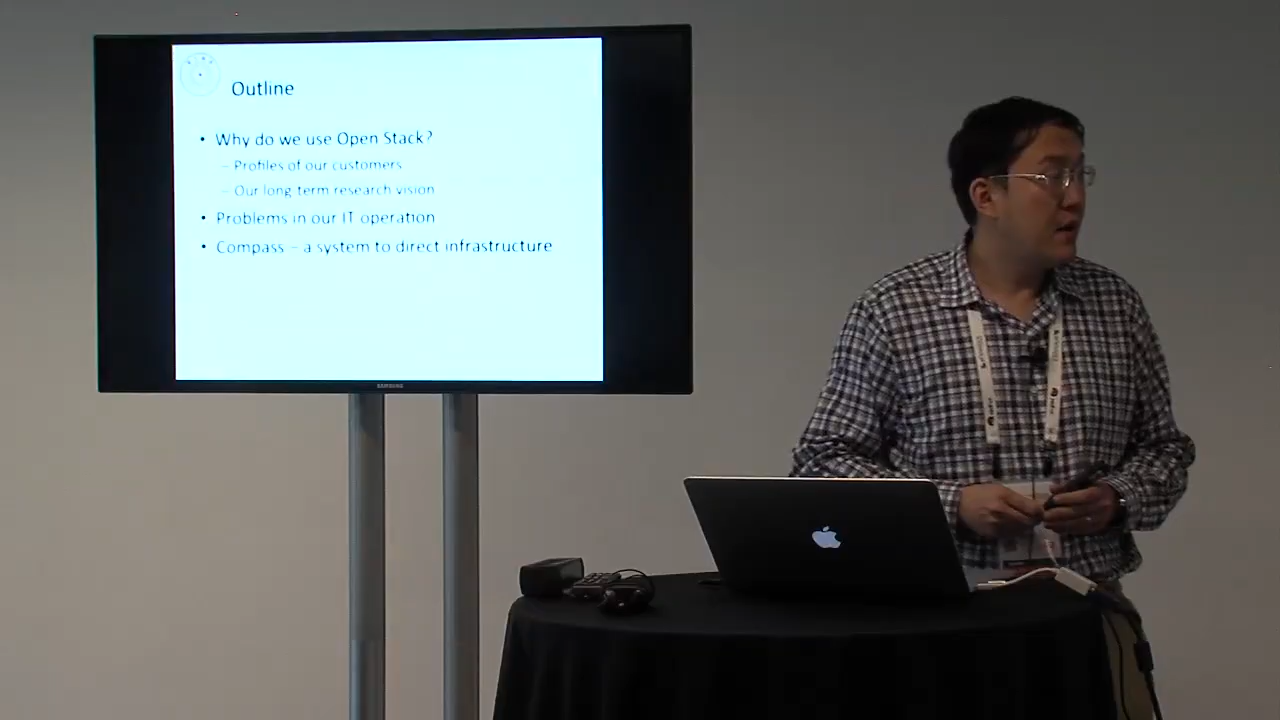 Outline
• Why do we use Open Stack?
– Profiles of our customers
– Our long term research vision
• Problems in our IT operation
• Compass – a system to direct infrastructure
SAMSUNG